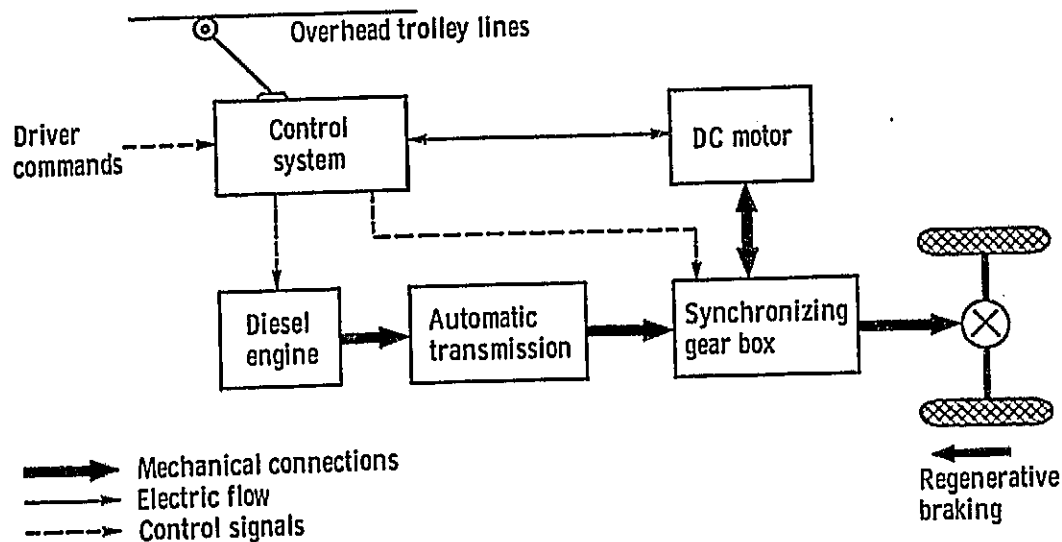 Overhead trolley lines
Driver
commands
Control
system
DC motor
Diesel
engine
Automatic
transmission
Synchronizing
gear box
Mechanical connections
Electric flow
Control signals
Regenerative
braking